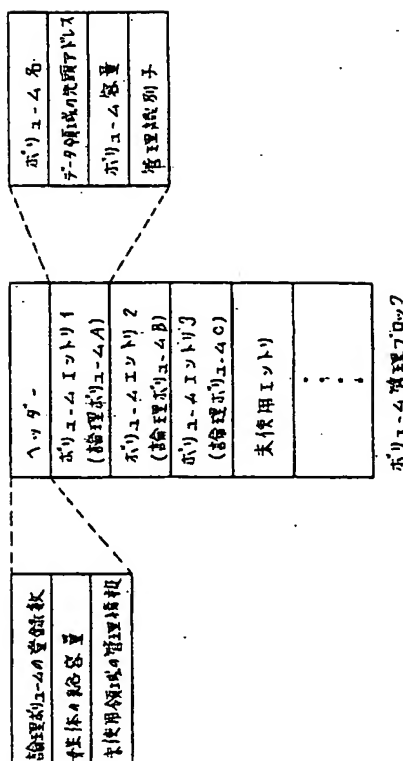 論理ボリュームの登録数
媒体の総容量
未使用領域の管理情報
ヘッダー
ボリュームエントリ1
(論理ボリュームA)
ボリュームエントリ2
(論理ボリュームB)
ボリュームエントリ3
(論理ボリュームC)
未使用エントリ
ボリューム管理ブロック
ボリューム名
データ領域の先頭アドレス
ボリューム容量
管理識別子